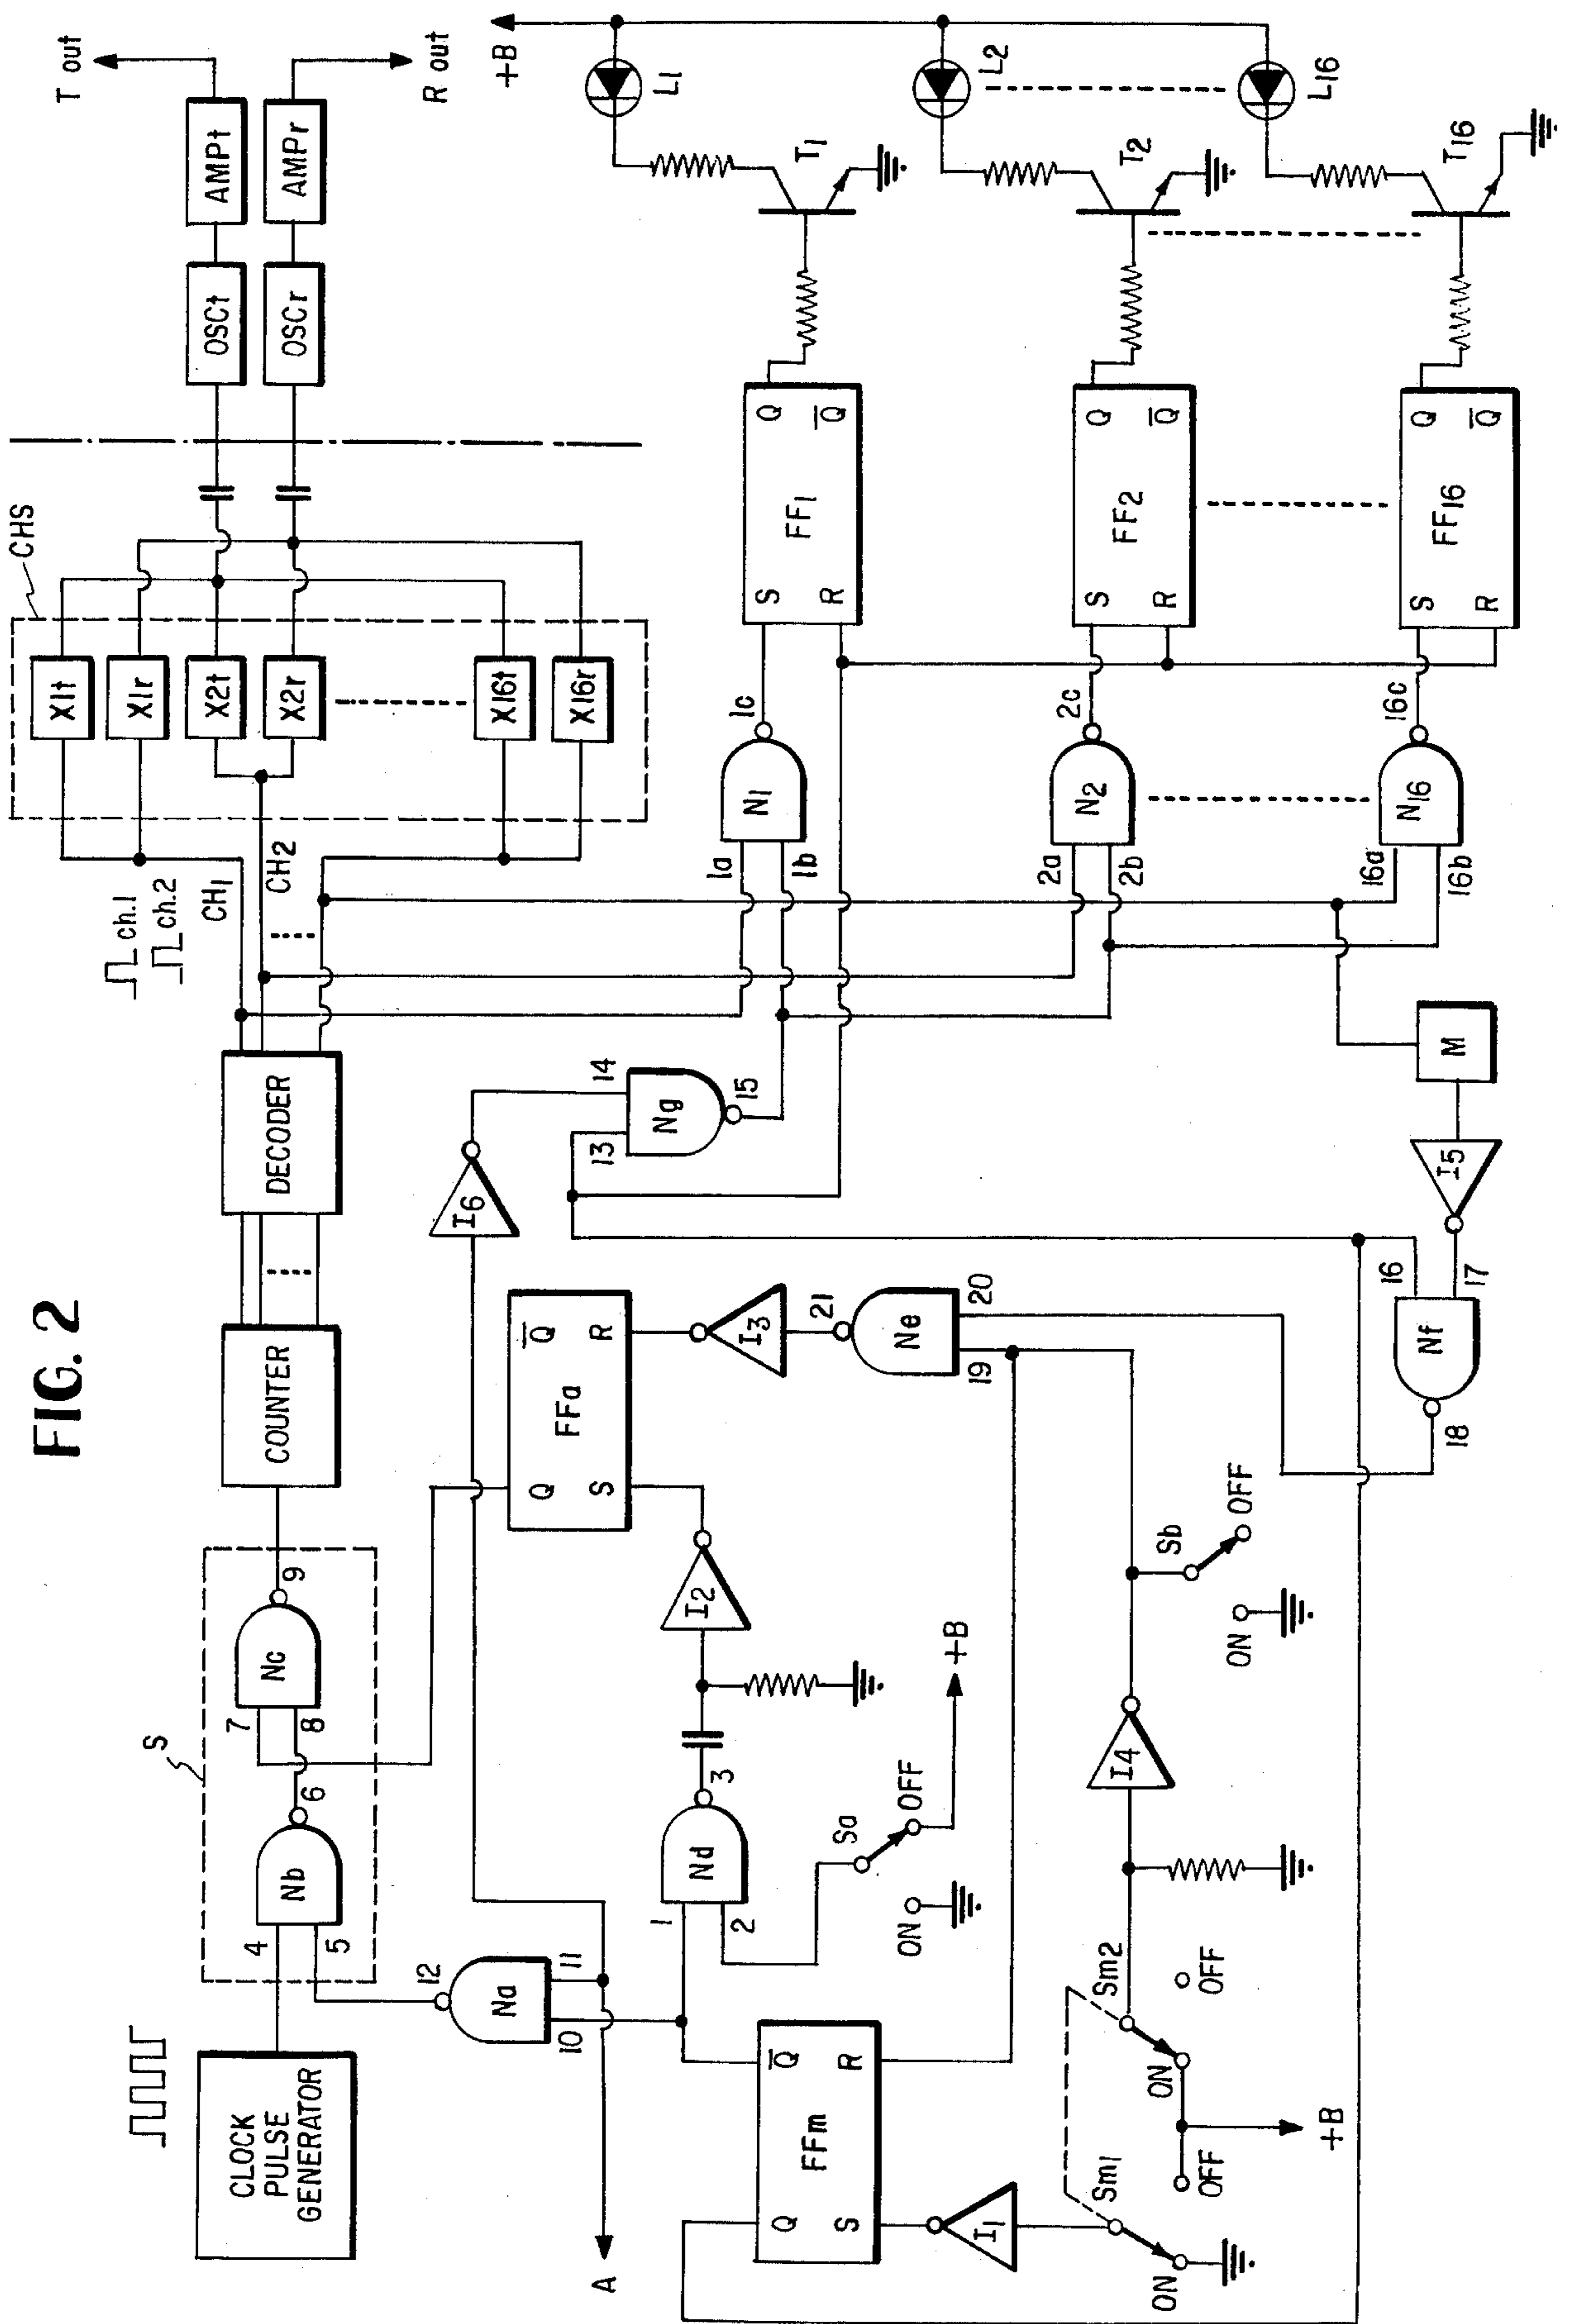 FIG. 2
CLOCK
PULSE
GENERATOR
S
4
5
Nb
6
7
8
Nc
9
COUNTER
DECODER
ch.1
ch.2
CH1
CH2
CHS
X1t
X1r
X2t
X2r
X16t
X16r
OSCt
OSCr
AMPt
AMPr
T out
R out
A
10
11
Na
12
I6
13
14
Ng
15
FFm
Q
Q
S
R
1
2
Nd
3
Sa
ON
OFF
+B
I2
FFa
Q
Q
S
R
I3
21
Ne
19
20
I1
Sm1
ON
OFF
Sm2
ON
OFF
+B
I4
Sb
ON
OFF
Nf
16
17
18
I5
M
1a
1b
N1
1c
2a
2b
N2
2c
16a
16b
N16
16c
FF1
S
R
Q
Q
FF2
S
R
Q
Q
FF16
S
R
Q
Q
T1
T2
T16
+B
L1
L2
L16